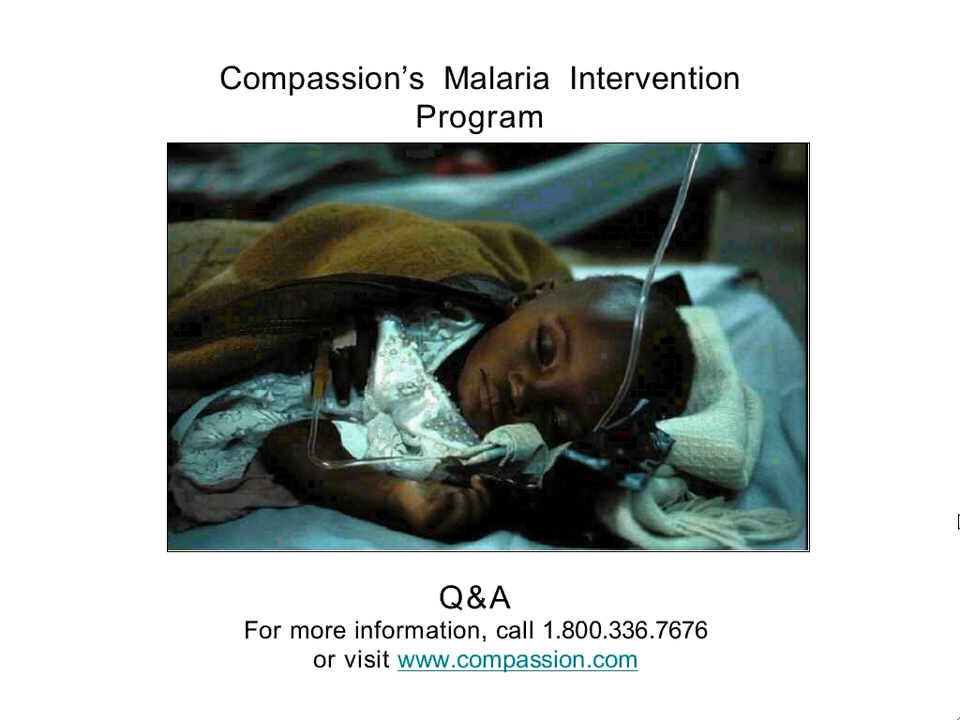 Compassion’s Malaria Intervention
Program
Q&A
For more information, call 1.800.336.7676
or visit www.compassion.com